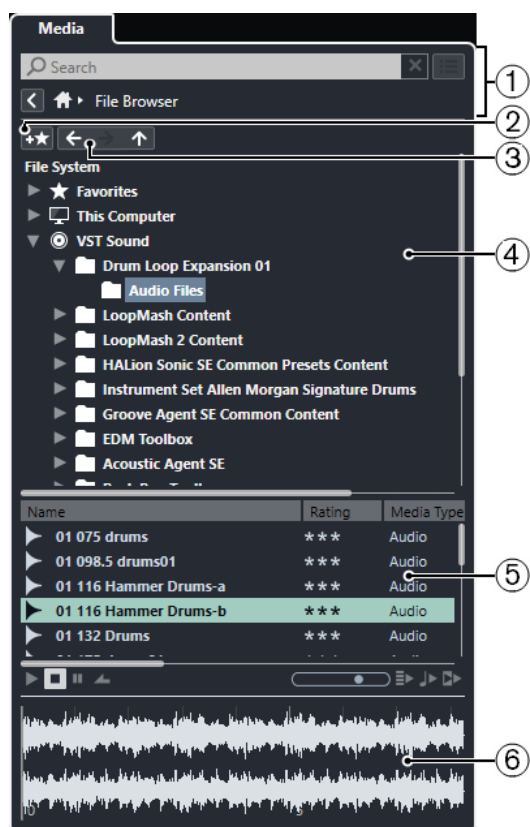 Media
Search
File Browser
1
2
3
File System
Favorites
This Computer
VST Sound
4
Drum Loop Expansion 01
Audio Files
LoopMash Content
LoopMash 2 Content
HALion Sonic SE Common Presets Content
Instrument Set Allen Morgan Signature Drums
Groove Agent SE Common Content
EDM Toolbox
Acoustic Agent SE
Name Rating Media Type
01 075 drums *** Audio
01 098.5 drums01 *** Audio
01 116 Hammer Drums-a *** Audio
5
01 116 Hammer Drums-b *** Audio
01 132 Drums *** Audio
6